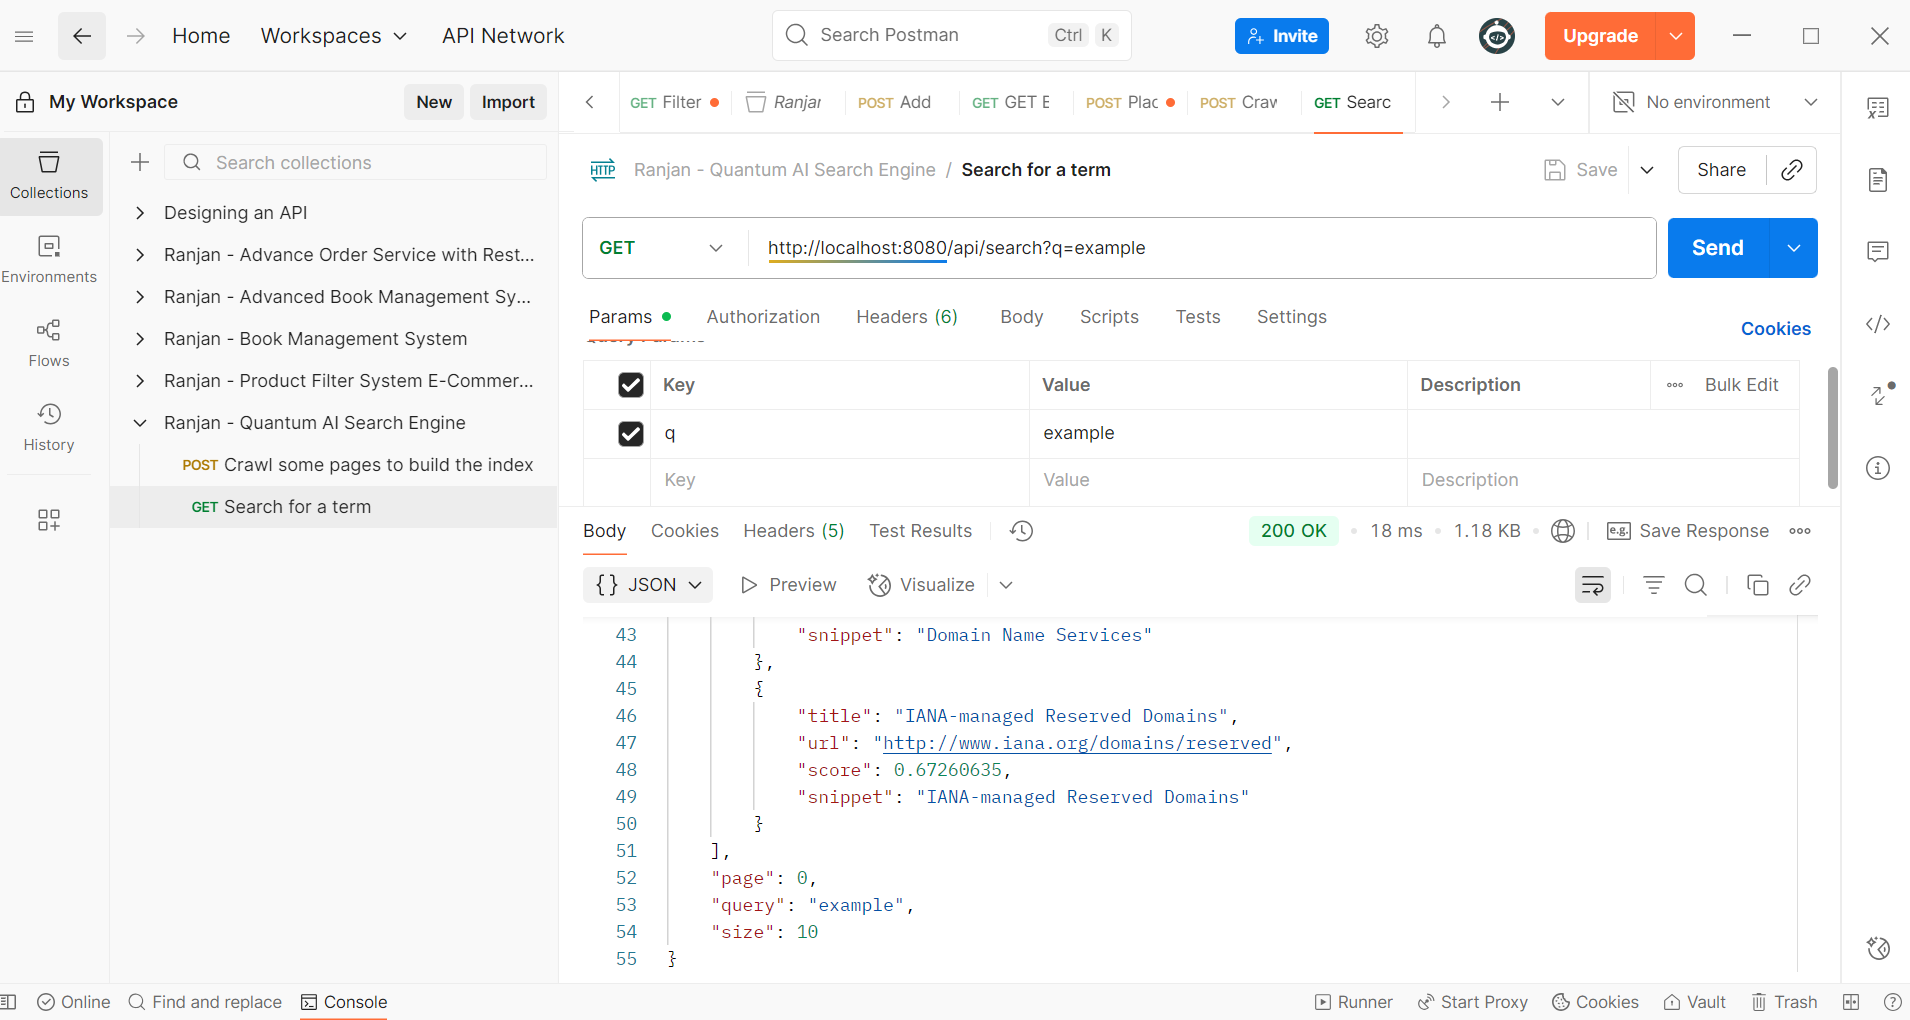 Home Workspaces API Network Search Postman Ctrl K Invite Upgrade
My Workspace New Import
GET Filter Ranjar POST Add GET GET E POST Plac POST Craw GET Searc No environment
Collections
Environments
Flows
History
Search collections
Designing an API
Ranjan - Advance Order Service with Rest...
Ranjan - Advanced Book Management Sy...
Ranjan - Book Management System
Ranjan - Product Filter System E-Commer...
Ranjan - Quantum AI Search Engine
POST Crawl some pages to build the index
GET Search for a term
HTTP Ranjan - Quantum AI Search Engine / Search for a term Save Share
GET http://localhost:8080/api/search?q=example Send
Params Authorization Headers (6) Body Scripts Tests Settings Cookies
Key Value Description Bulk Edit
q example
Key Value Description
Body Cookies Headers (5) Test Results 200 OK 18 ms 1.18 KB e.g. Save Response
{} JSON Preview Visualize
43 "snippet": "Domain Name Services"
44 },
45 {
46 "title": "IANA-managed Reserved Domains",
47 "url": "http://www.iana.org/domains/reserved",
48 "score": 0.67260635,
49 "snippet": "IANA-managed Reserved Domains"
50 }
51 ],
52 "page": 0,
53 "query": "example",
54 "size": 10
55 }
Online Find and replace Console Runner Start Proxy Cookies Vault Trash